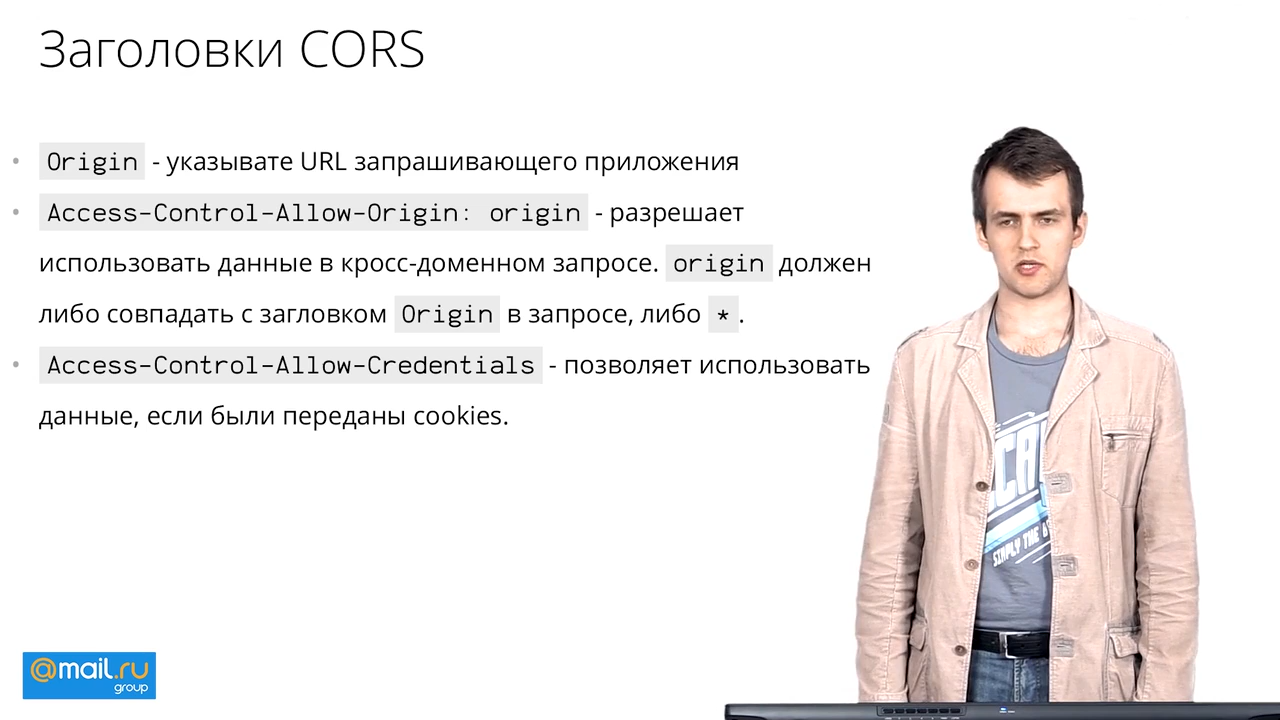 Заголовки CORS
Origin - указывате URL запрашивающего приложения
Access-Control-Allow-Origin: origin - разрешает
использовать данные в кросс-доменном запросе. origin должен
либо совпадать с загловком Origin в запросе, либо *.
Access-Control-Allow-Credentials - позволяет использовать
данные, если были переданы cookies.
SIMPLY THE
@mail.ru
group